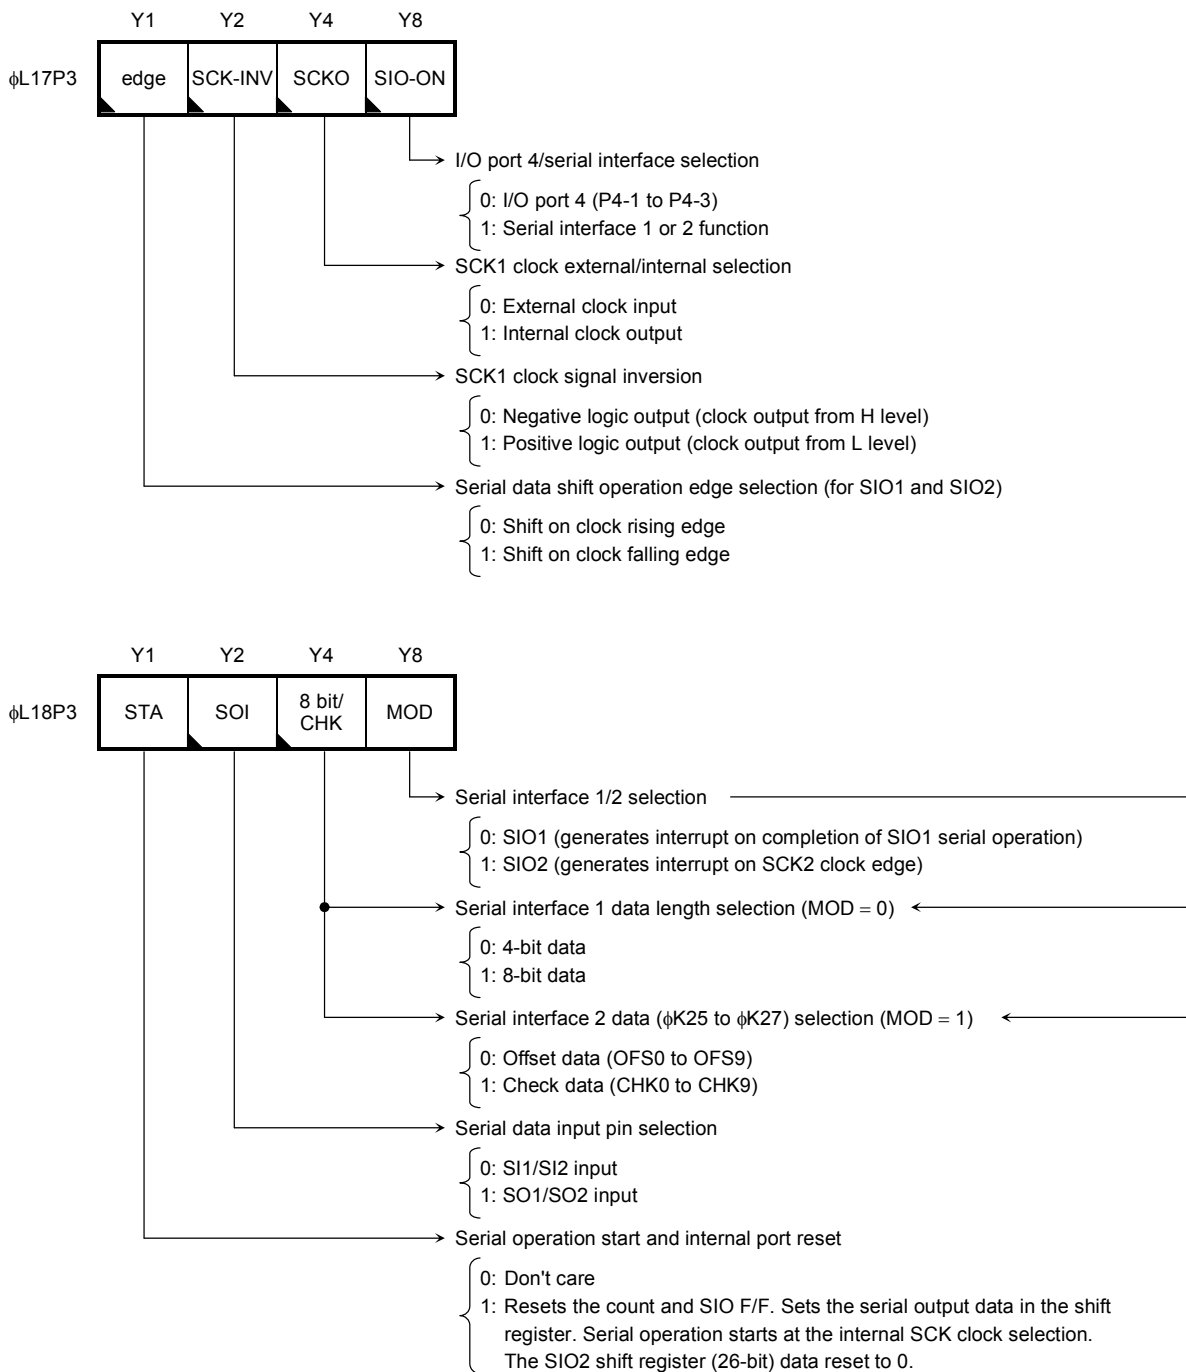 Y1 Y2 Y4 Y8
ϕL17P3 edge SCK-INV SCKO SIO-ON
I/O port 4/serial interface selection
0: I/O port 4 (P4-1 to P4-3)
1: Serial interface 1 or 2 function
SCK1 clock external/internal selection
0: External clock input
1: Internal clock output
SCK1 clock signal inversion
0: Negative logic output (clock output from H level)
1: Positive logic output (clock output from L level)
Serial data shift operation edge selection (for SIO1 and SIO2)
0: Shift on clock rising edge
1: Shift on clock falling edge
Y1 Y2 Y4 Y8
ϕL18P3 STA SOI 8 bit/ CHK MOD
Serial interface 1/2 selection
0: SIO1 (generates interrupt on completion of SIO1 serial operation)
1: SIO2 (generates interrupt on SCK2 clock edge)
Serial interface 1 data length selection (MOD = 0)
0: 4-bit data
1: 8-bit data
Serial interface 2 data (ϕK25 to ϕK27) selection (MOD = 1)
0: Offset data (OFS0 to OFS9)
1: Check data (CHK0 to CHK9)
Serial data input pin selection
0: SI1/SI2 input
1: SO1/SO2 input
Serial operation start and internal port reset
0: Don't care
1: Resets the count and SIO F/F. Sets the serial output data in the shift
register. Serial operation starts at the internal SCK clock selection.
The SIO2 shift register (26-bit) data reset to 0.